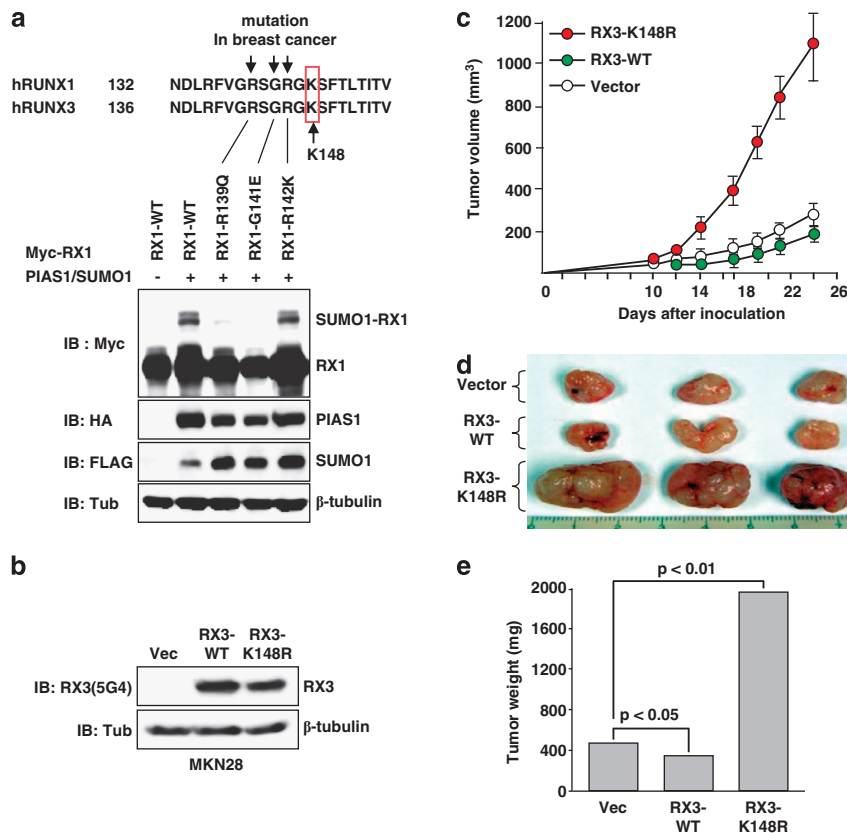 a
mutation
In breast cancer
hRUNX1 132 NDLRFVGRSGRGKSFTLTITV
hRUNX3 136 NDLRFVGRSGRGKSFTLTITV
K148
RX1-WT
RX1-WT
RX1-R139Q
RX1-G141E
RX1-R142K
Myc-RX1
PIAS1/SUMO1 - + + + +
IB : Myc
SUMO1-RX1
RX1
IB: HA PIAS1
IB: FLAG SUMO1
IB: Tub β-tubulin
b
Vec RX3-WT RX3-K148R
IB: RX3(5G4) RX3
IB: Tub β-tubulin
MKN28
c
Tumor volume (mm³)
1200
1000
800
600
400
200
RX3-K148R
RX3-WT
Vector
0 10 14 18 22 26
Days after inoculation
d
Vector
RX3-
WT
RX3-
K148R
e
Tumor weight (mg)
2000
1600
1200
800
400
0
p < 0.01
p < 0.05
Vec RX3-WT RX3-K148R